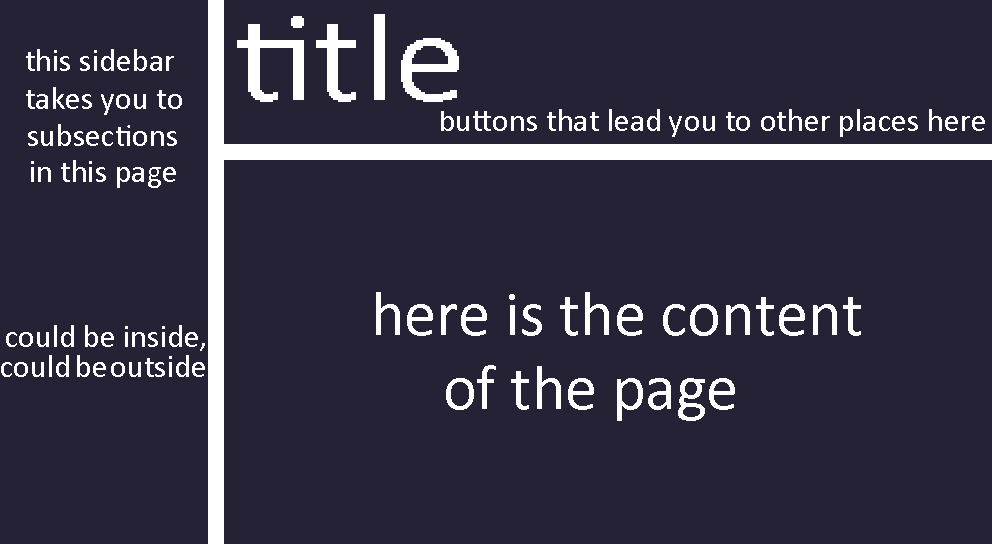 this sidebar
takes you to
subsections
in this page
could be inside,
could be outside
title
buttons that lead you to other places here
here is the content
of the page